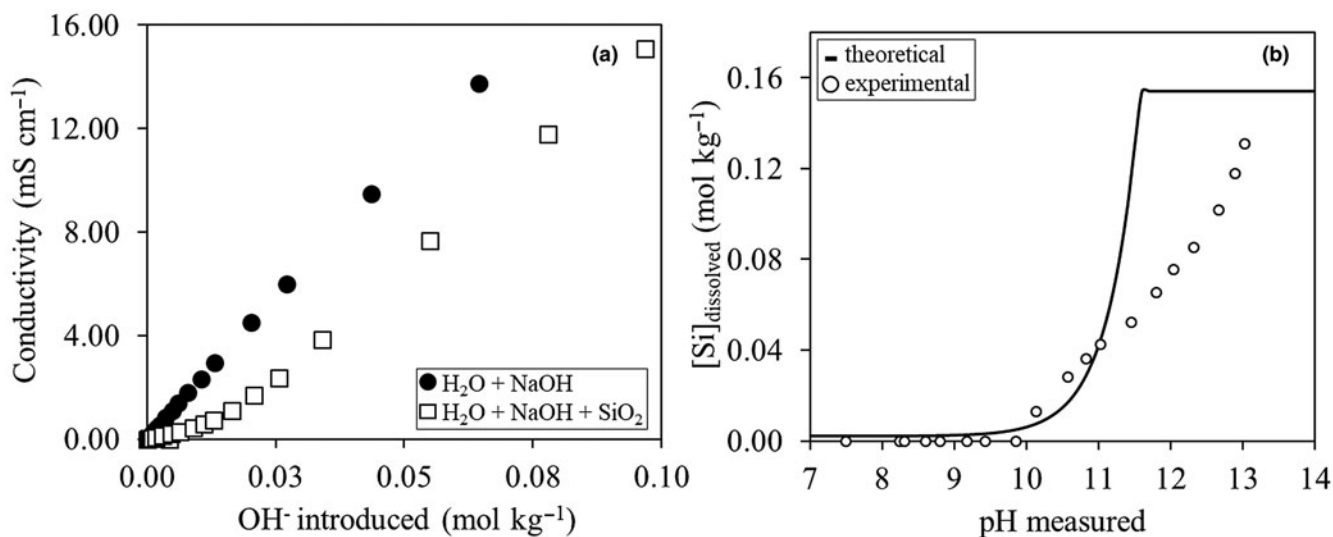 (a)
16.00
12.00
8.00
4.00
0.00
Conductivity (mS cm⁻¹)
H₂O + NaOH
H₂O + NaOH + SiO₂
0.00 0.03 0.05 0.08 0.10
OH⁻ introduced (mol kg⁻¹)
(b)
theoretical
experimental
0.16
0.12
0.08
0.04
0.00
[Si]dissolved (mol kg⁻¹)
7 8 9 10 11 12 13 14
pH measured